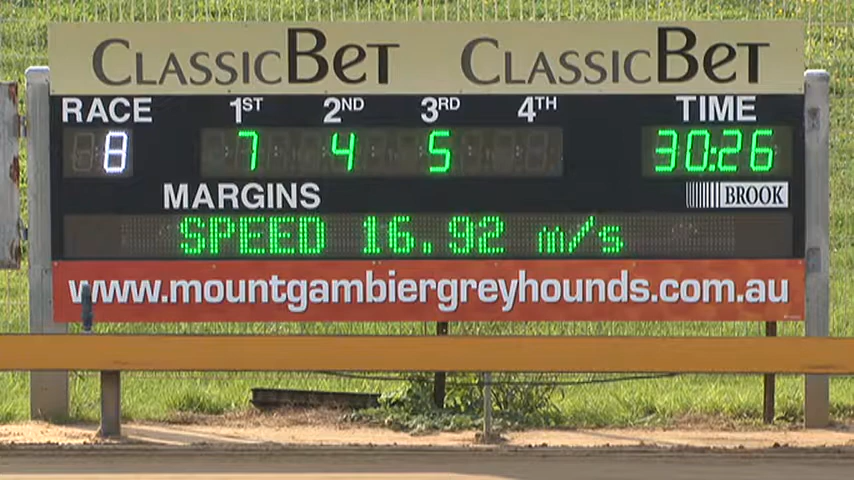 CLASSICBET CLASSICBET
RACE 1ST 2ND 3RD 4TH TIME
8 7 4 5 30:26
MARGINS BROOK
SPEED 16.92 m/s
www.mountgambiergreyhounds.com.au